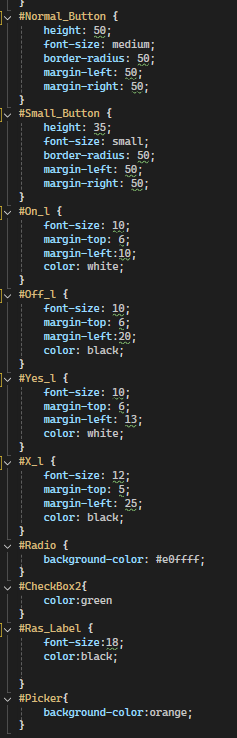 }
#Normal_Button {
height: 50;
font-size: medium;
border-radius: 50;
margin-left: 50;
margin-right: 50;
}
#Small_Button {
height: 35;
font-size: small;
border-radius: 50;
margin-left: 50;
margin-right: 50;
}
#On_l {
font-size: 10;
margin-top: 6;
margin-left:10;
color: white;
}
#Off_l {
font-size: 10;
margin-top: 6;
margin-left:20;
color: black;
}
#Yes_l {
font-size: 10;
margin-top: 6;
margin-left: 13;
color: white;
}
#X_l {
font-size: 12;
margin-top: 5;
margin-left: 25;
color: black;
}
#Radio {
background-color: #e0ffff;
}
#CheckBox2{
color:green
}
#Ras_Label {
font-size:18;
color:black;
}
#Picker{
background-color:orange;
}